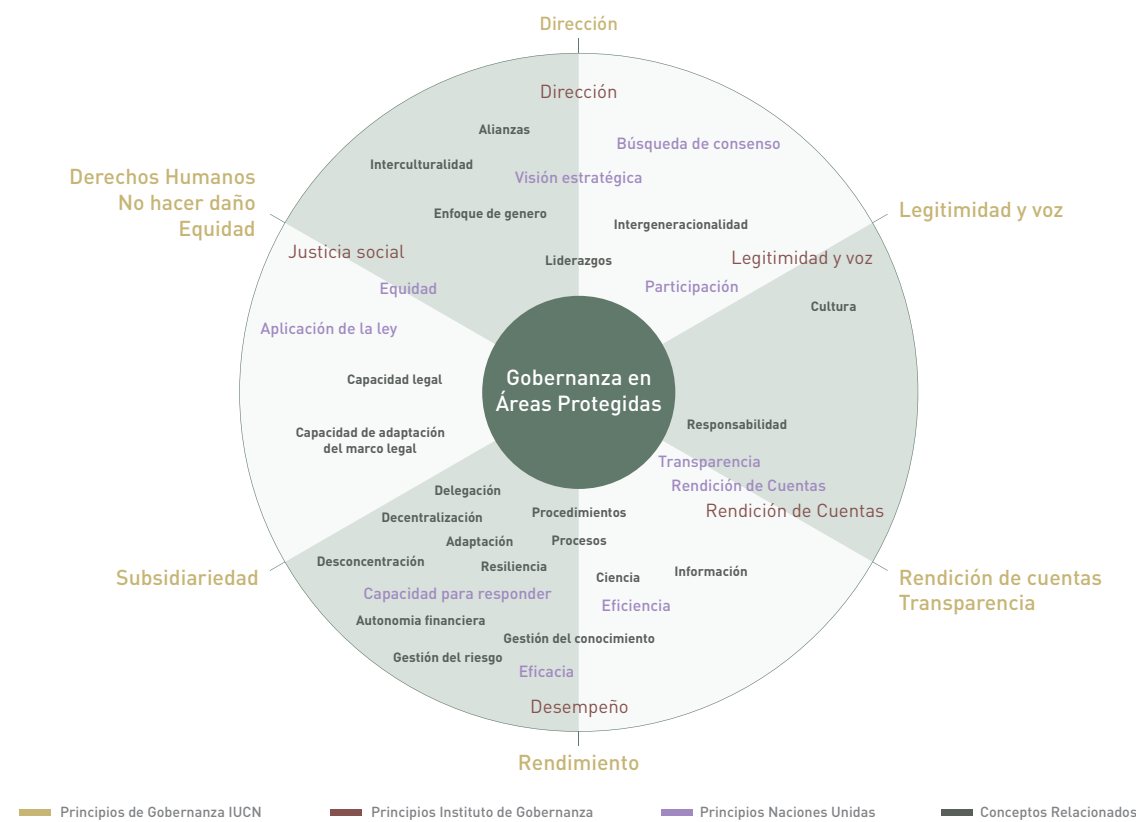 Dirección
Dirección
Alianzas
Búsqueda de consenso
Interculturalidad
Visión estratégica
Derechos Humanos
No hacer daño
Equidad
Enfoque de genero
Intergeneracionalidad
Legitimidad y voz
Justicia social
Liderazgos
Legitimidad y voz
Equidad
Participación
Cultura
Aplicación de la ley
Gobernanza en
Áreas Protegidas
Capacidad legal
Capacidad de adaptación
del marco legal
Responsabilidad
Transparencia
Rendición de Cuentas
Rendición de Cuentas
Delegación
Procedimientos
Decentralización
Adaptación
Procesos
Desconcentración
Resiliencia
Ciencia
Información
Subsidiariedad
Rendición de cuentas
Transparencia
Capacidad para responder
Eficiencia
Autonomia financiera
Gestión del conocimiento
Gestión del riesgo
Eficacia
Desempeño
Rendimiento
Principios de Gobernanza IUCN
Principios Instituto de Gobernanza
Principios Naciones Unidas
Conceptos Relacionados